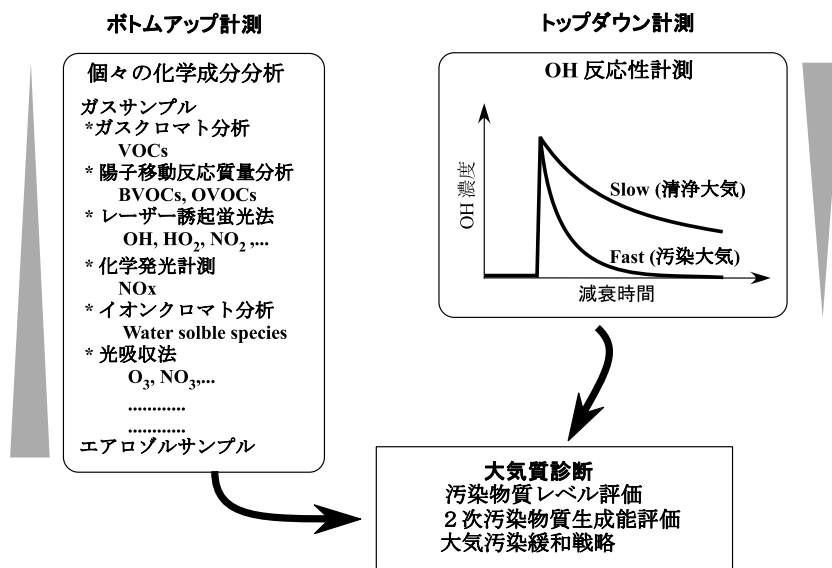 ボトムアップ計測
個々の化学成分分析
ガスサンプル
*ガスクロマト分析
VOCs
* 陽子移動反応質量分析
BVOCs, OVOCs
* レーザー誘起蛍光法
OH, HO2, NO2 ,...
* 化学発光計測
NOx
* イオンクロマト分析
Water solble species
* 光吸収法
O3, NO3,...
............
............
エアロゾルサンプル
トップダウン計測
OH 反応性計測
OH 濃度
Slow (清浄大気)
Fast (汚染大気)
減衰時間
大気質診断
汚染物質レベル評価
２次汚染物質生成能評価
大気汚染緩和戦略